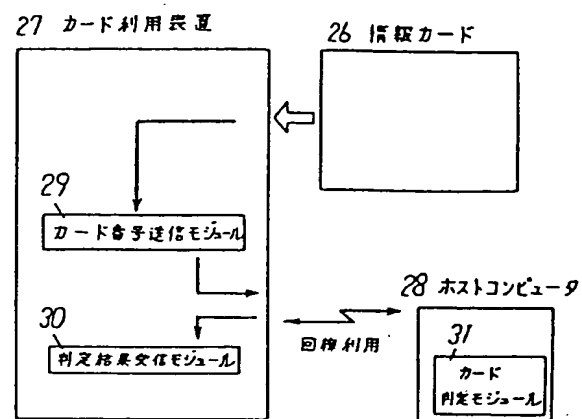 27 カード利用装置
26 情報カード
29
カード番号送信モジュール
30
判定結果受信モジュール
回線利用
28 ホストコンピュータ
31
カード
判定モジュール